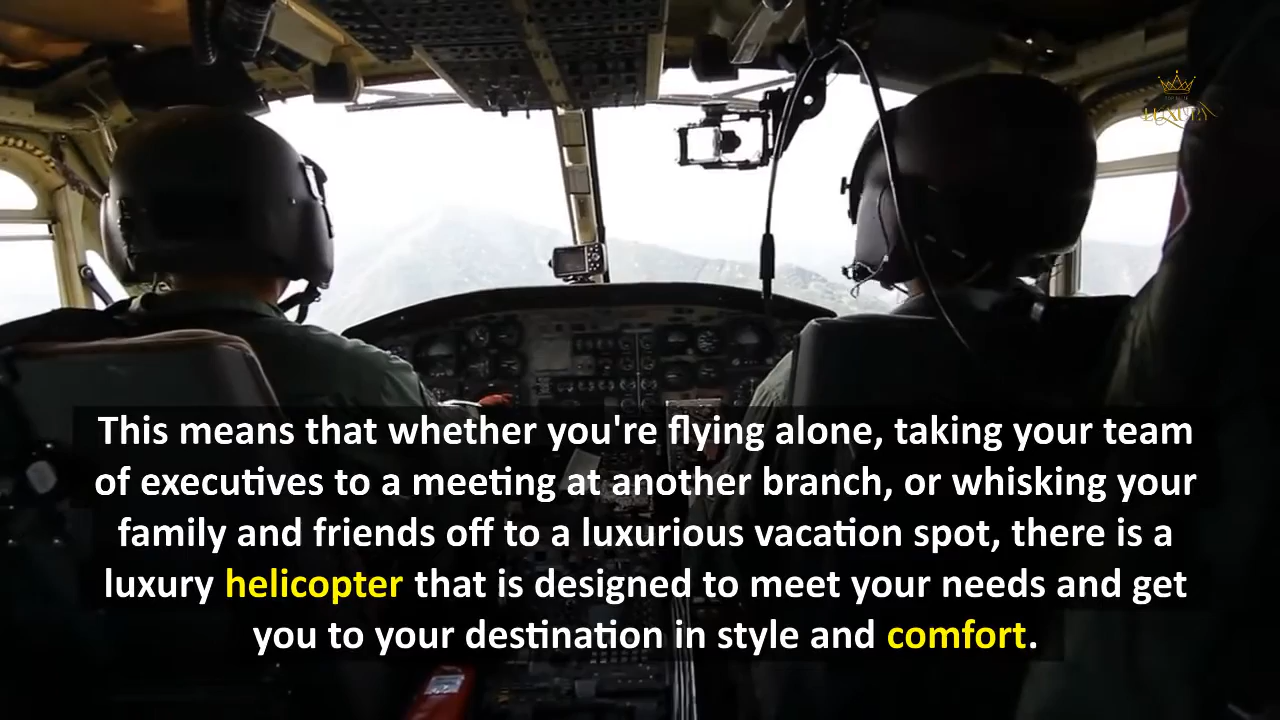 LUXURY
This means that whether you're flying alone, taking your team
of executives to a meeting at another branch, or whisking your
family and friends off to a luxurious vacation spot, there is a
luxury helicopter that is designed to meet your needs and get
you to your destination in style and comfort.